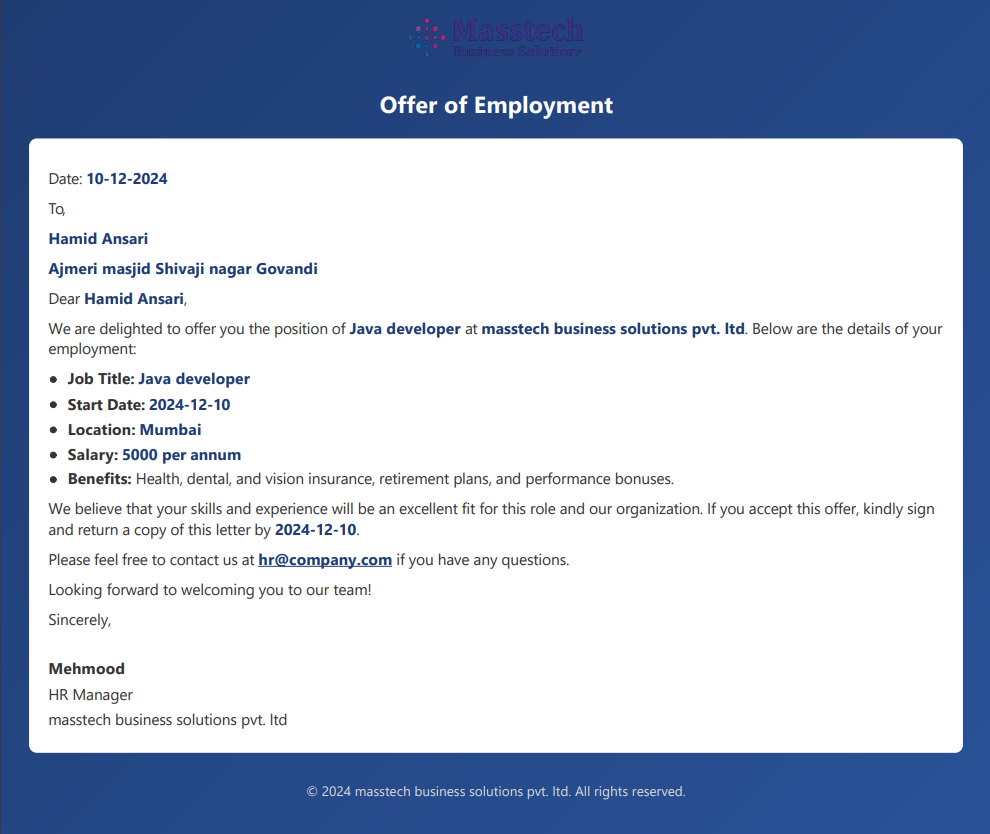 Masstech
Business Solutions
Offer of Employment
Date: 10-12-2024
To,
Hamid Ansari
Ajmeri masjid Shivaji nagar Govandi
Dear Hamid Ansari,
We are delighted to offer you the position of Java developer at masstech business solutions pvt. ltd. Below are the details of your
employment:
• Job Title: Java developer
• Start Date: 2024-12-10
• Location: Mumbai
• Salary: 5000 per annum
• Benefits: Health, dental, and vision insurance, retirement plans, and performance bonuses.
We believe that your skills and experience will be an excellent fit for this role and our organization. If you accept this offer, kindly sign
and return a copy of this letter by 2024-12-10.
Please feel free to contact us at hr@company.com if you have any questions.
Looking forward to welcoming you to our team!
Sincerely,
Mehmood
HR Manager
masstech business solutions pvt. ltd
© 2024 masstech business solutions pvt. ltd. All rights reserved.